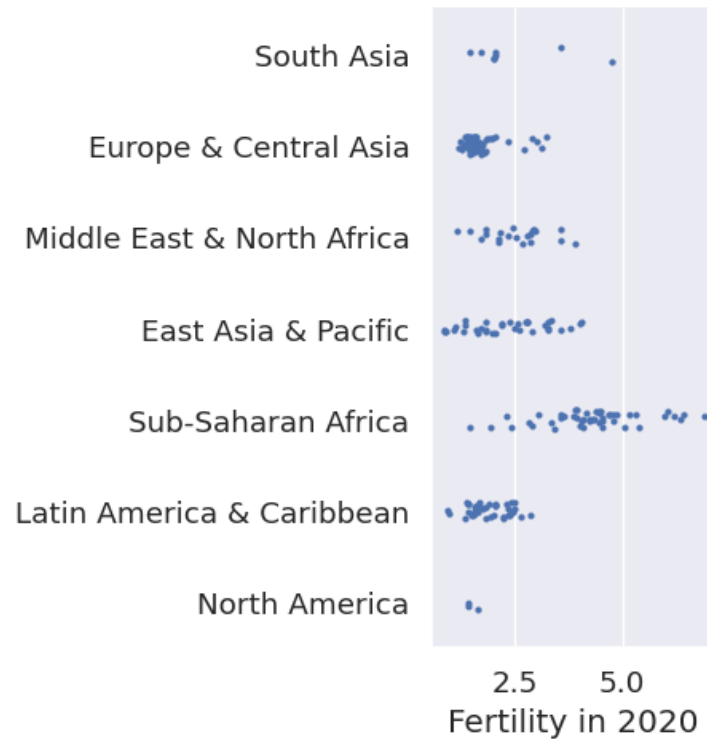 South Asia
Europe & Central Asia
Middle East & North Africa
East Asia & Pacific
Sub-Saharan Africa
Latin America & Caribbean
North America
2.5 5.0
Fertility in 2020